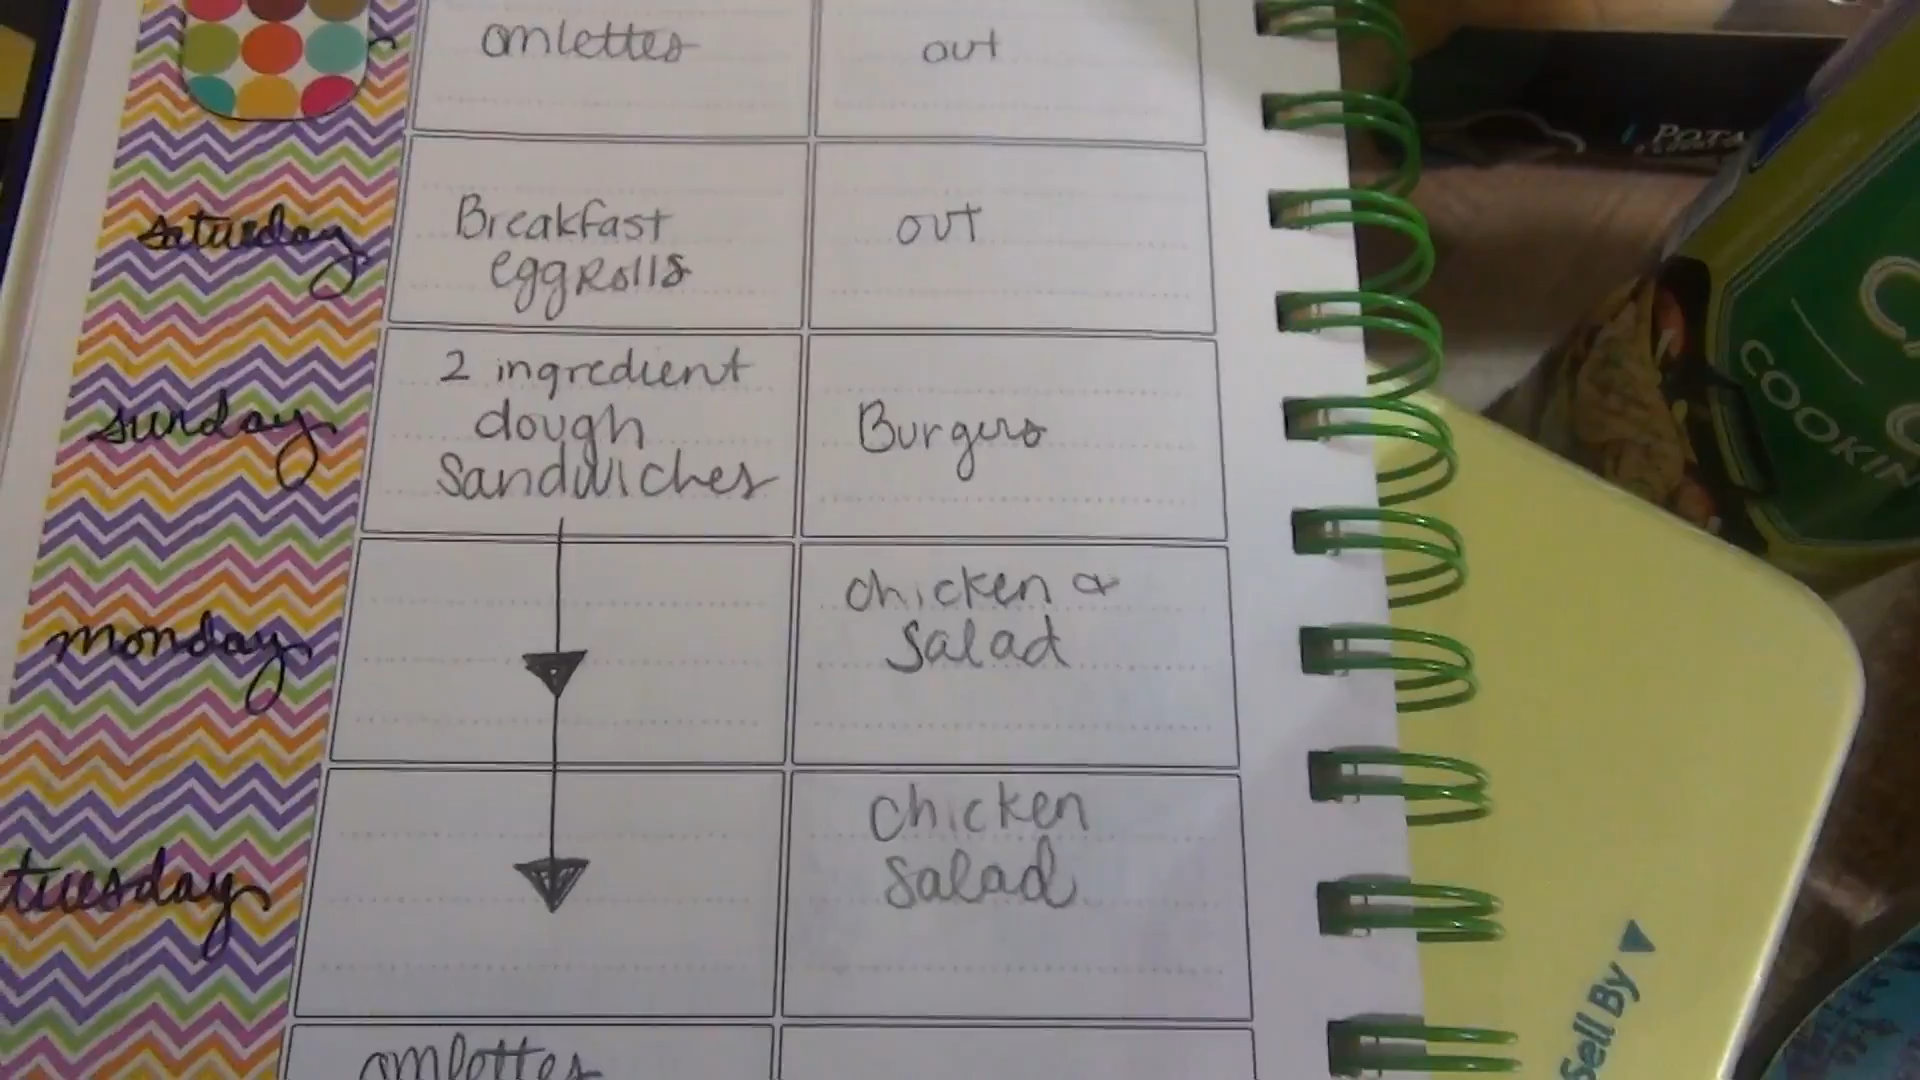 omlettes
out
saturday
Breakfast
eggRolls
out
sunday
2 ingredient
dough
sandwiches
Burgers
monday
chicken &
salad
tuesday
chicken
salad
omlettes
Sell By